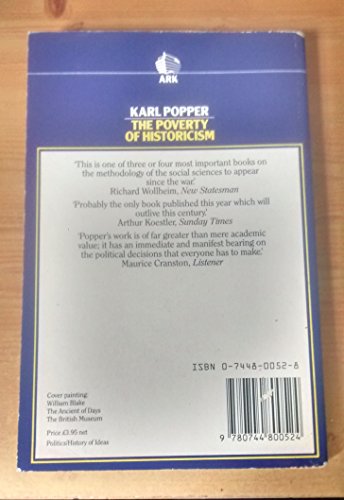 ARK
KARL POPPER
THE POVERTY
OF HISTORICISM
'This is one of three or four most important books on
the methodology of the social sciences to appear
since the war.'
Richard Wollheim, New Statesman
'Probably the only book published this year which will
outlive this century.'
Arthur Koestler, Sunday Times
'Popper's work is of far greater than mere academic
value; it has an immediate and manifest bearing on
the political decisions that everyone has to make.'
Maurice Cranston, Listener
ISBN 0-7448-0052-8
Cover painting:
William Blake
The Ancient of Days
The British Museum
Price £3.95 net
Politics/History of Ideas
9 780744 800524